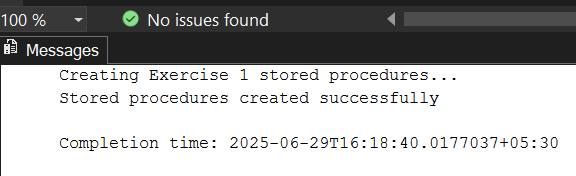 100 %
No issues found
Messages
Creating Exercise 1 stored procedures...
Stored procedures created successfully
Completion time: 2025-06-29T16:18:40.0177037+05:30